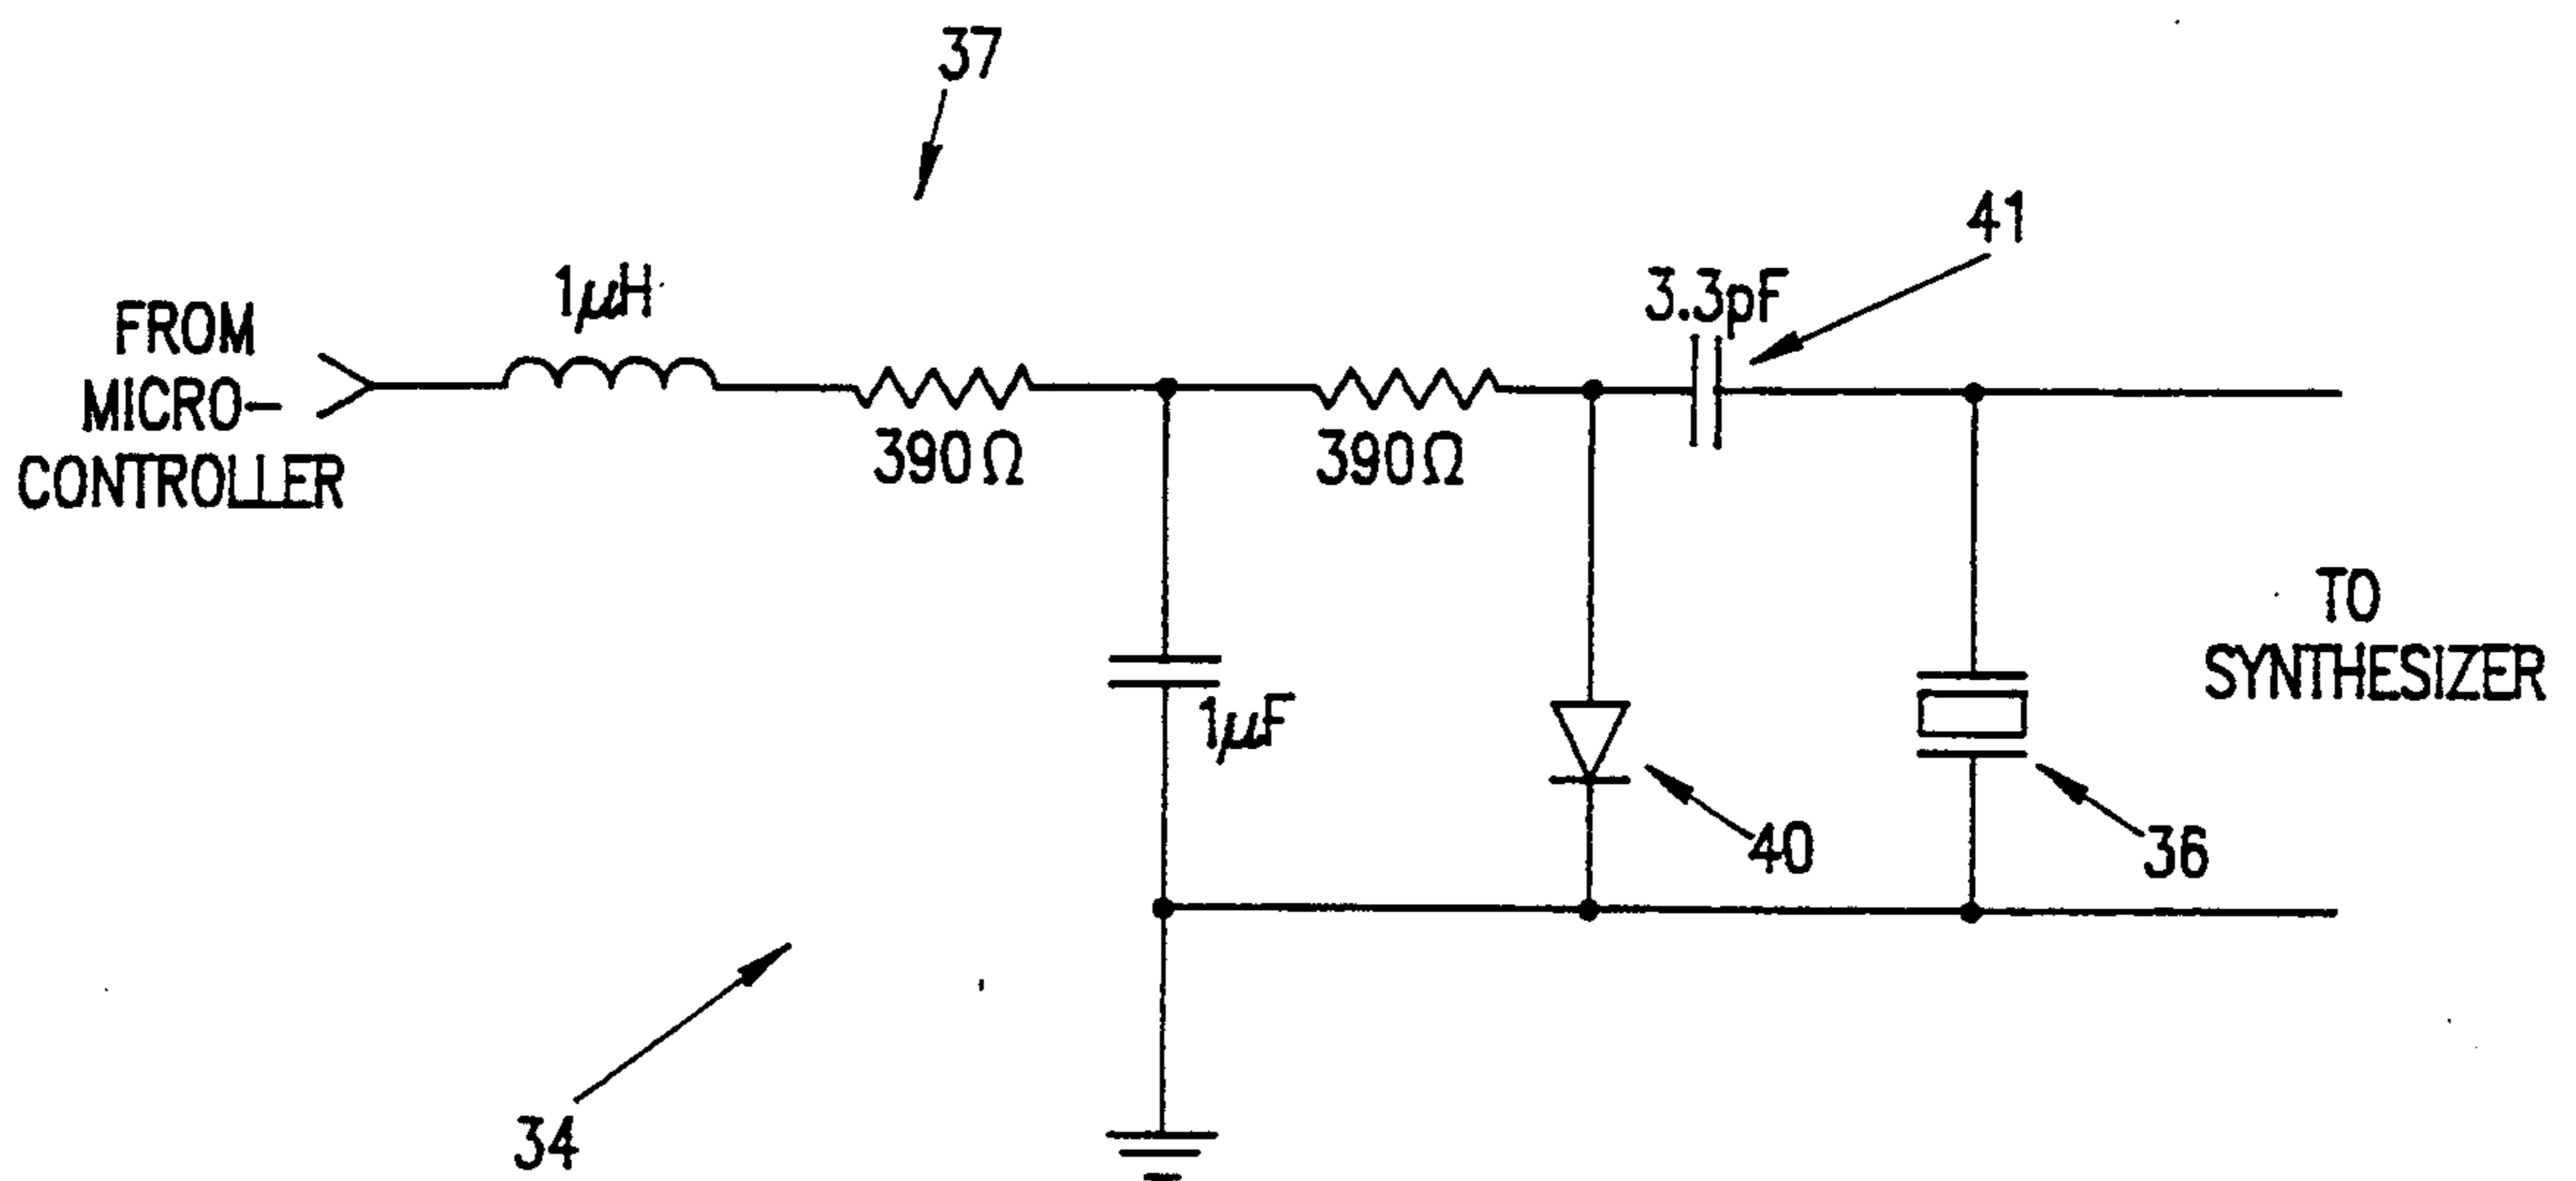 37
41
1μH
3.3pF
FROM
MICRO-
CONTROLLER
390Ω
390Ω
TO
SYNTHESIZER
1μF
40
36
34